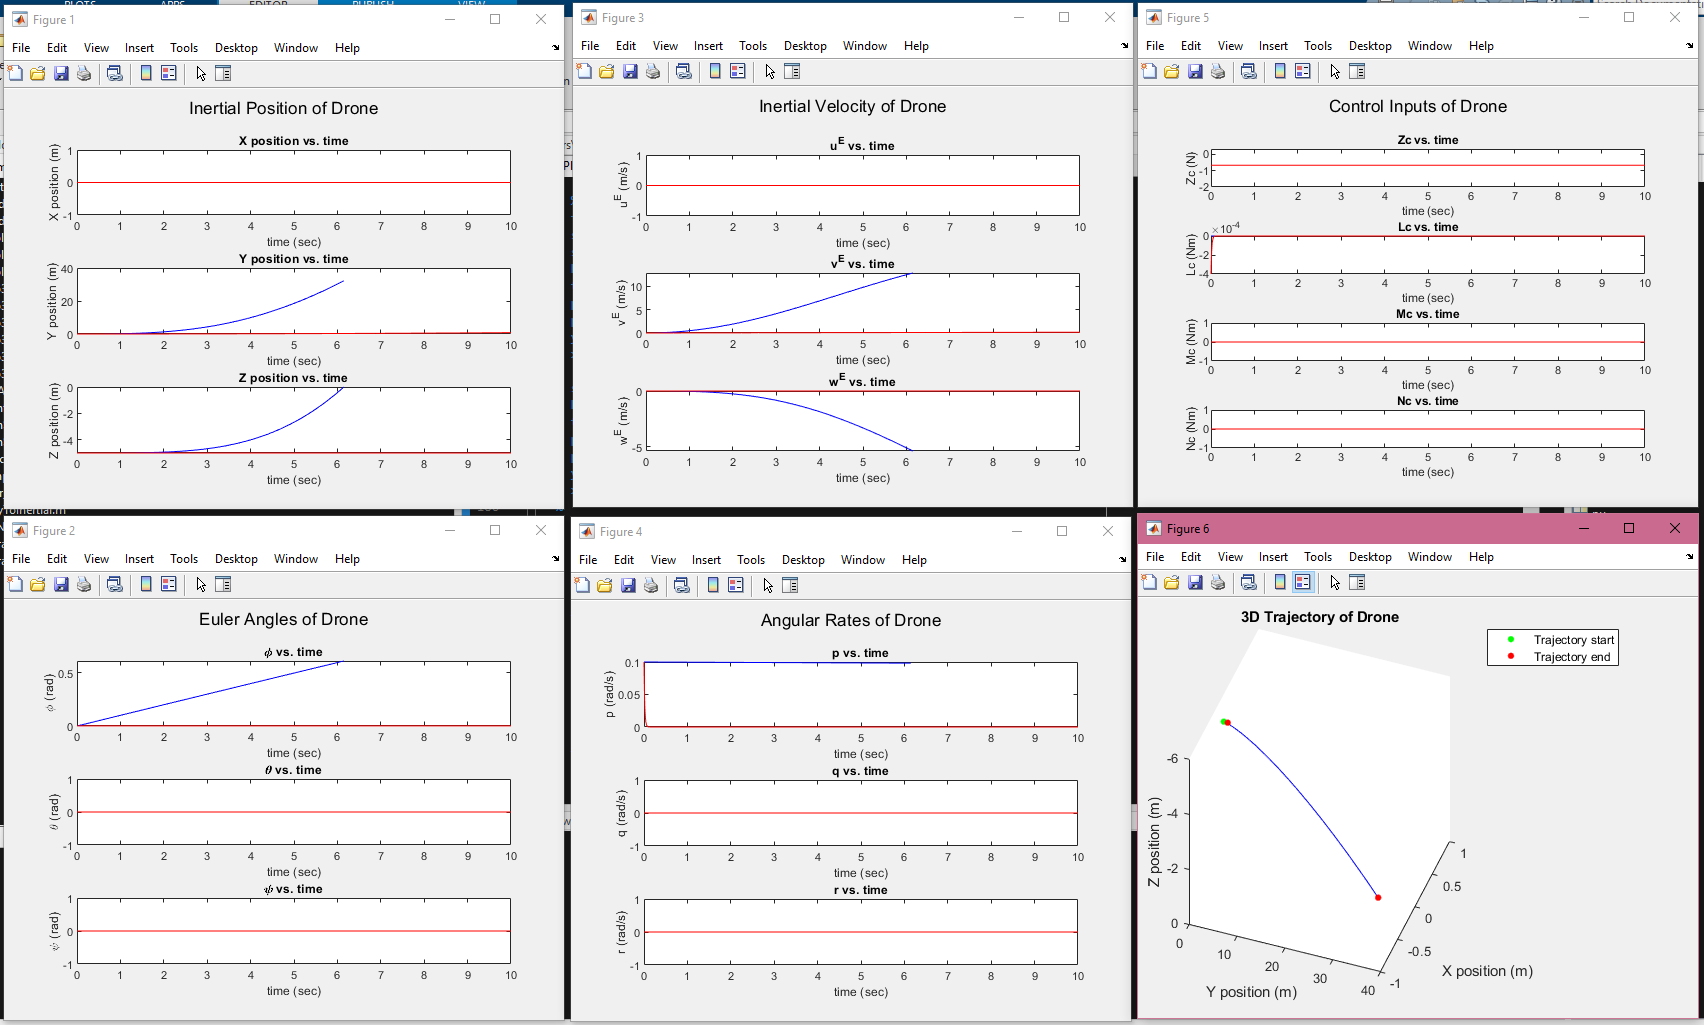 PLOTS APPS EDITOR PUBLISH VIEW
Figure 1
File Edit View Insert Tools Desktop Window Help
Inertial Position of Drone
X position vs. time
X position (m)
1
0
-1
0 1 2 3 4 5 6 7 8 9 10
time (sec)
Y position vs. time
Y position (m)
40
20
0
0 1 2 3 4 5 6 7 8 9 10
time (sec)
Z position vs. time
Z position (m)
0
-2
-4
0 1 2 3 4 5 6 7 8 9 10
time (sec)
Figure 3
File Edit View Insert Tools Desktop Window Help
Inertial Velocity of Drone
u^E vs. time
u^E (m/s)
1
0
-1
0 1 2 3 4 5 6 7 8 9 10
time (sec)
v^E vs. time
v^E (m/s)
10
5
0
0 1 2 3 4 5 6 7 8 9 10
time (sec)
w^E vs. time
w^E (m/s)
0
-5
0 1 2 3 4 5 6 7 8 9 10
time (sec)
Figure 5
File Edit View Insert Tools Desktop Window Help
Control Inputs of Drone
Zc vs. time
Zc (N)
0
-1
-2
0 1 2 3 4 5 6 7 8 9 10
time (sec)
Lc vs. time
×10^-4
Lc (Nm)
0
-2
-4
0 1 2 3 4 5 6 7 8 9 10
time (sec)
Mc vs. time
Mc (Nm)
1
0
-1
0 1 2 3 4 5 6 7 8 9 10
time (sec)
Nc vs. time
Nc (Nm)
1
0
-1
0 1 2 3 4 5 6 7 8 9 10
time (sec)
Figure 2
File Edit View Insert Tools Desktop Window Help
Euler Angles of Drone
ϕ vs. time
ϕ (rad)
0.5
0
0 1 2 3 4 5 6 7 8 9 10
time (sec)
θ vs. time
θ (rad)
1
0
-1
0 1 2 3 4 5 6 7 8 9 10
time (sec)
ψ vs. time
ψ (rad)
1
0
-1
0 1 2 3 4 5 6 7 8 9 10
time (sec)
Figure 4
File Edit View Insert Tools Desktop Window Help
Angular Rates of Drone
p vs. time
p (rad/s)
0.1
0.05
0
0 1 2 3 4 5 6 7 8 9 10
time (sec)
q vs. time
q (rad/s)
1
0
-1
0 1 2 3 4 5 6 7 8 9 10
time (sec)
r vs. time
r (rad/s)
1
0
-1
0 1 2 3 4 5 6 7 8 9 10
time (sec)
Figure 6
File Edit View Insert Tools Desktop Window Help
3D Trajectory of Drone
Trajectory start
Trajectory end
Z position (m)
-6
-4
-2
0
0 10 20 30 40
Y position (m)
1
0.5
0
-0.5
-1
X position (m)